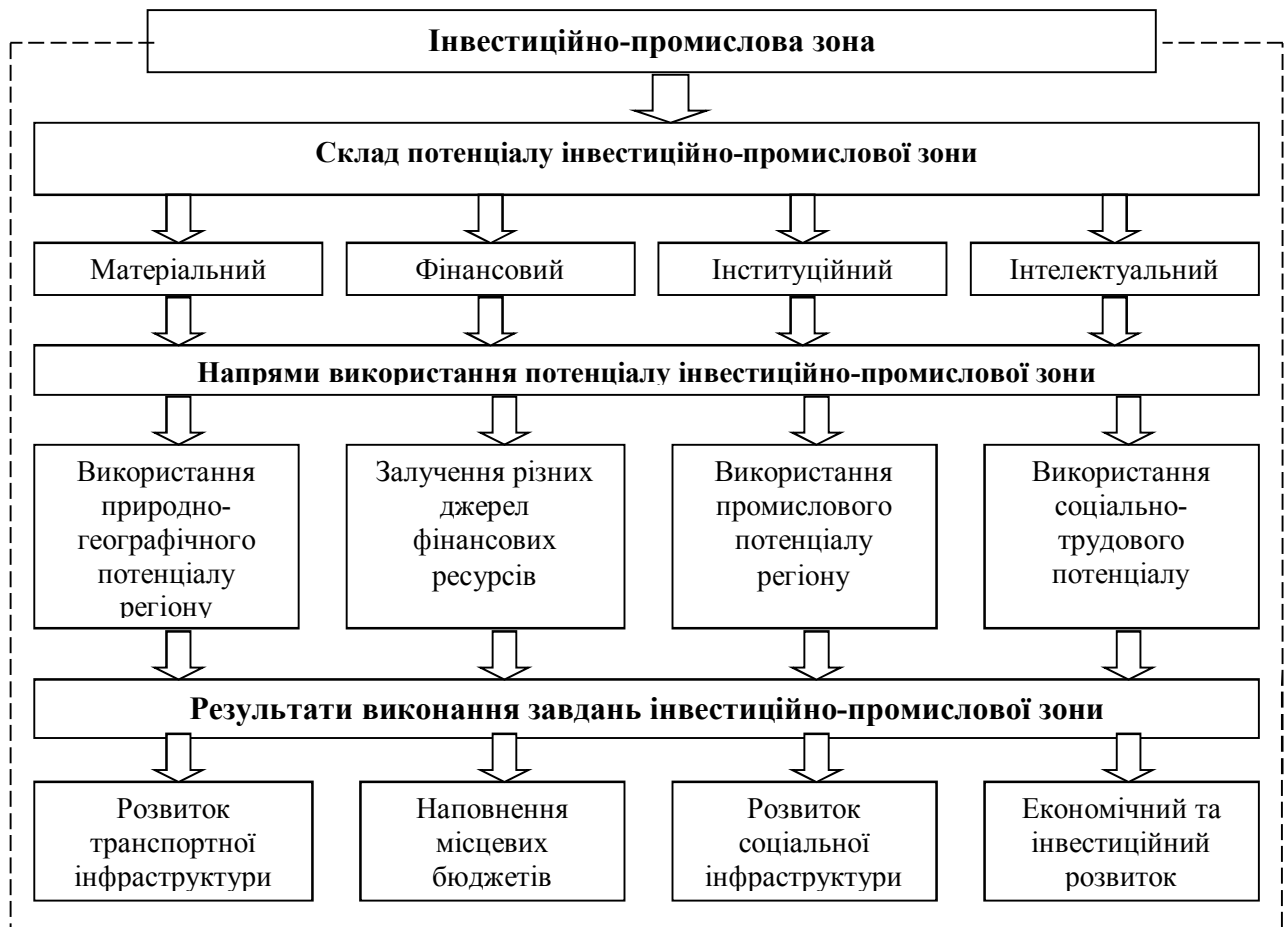 Інвестиційно-промислова зона
Склад потенціалу інвестиційно-промислової зони
Матеріальний
Фінансовий
Інституційний
Інтелектуальний
Напрями використання потенціалу інвестиційно-промислової зони
Використання
природно-
географічного
потенціалу
регіону
Залучення різних
джерел
фінансових
ресурсів
Використання
промислового
потенціалу
регіону
Використання
соціально-
трудового
потенціалу
Результати виконання завдань інвестиційно-промислової зони
Розвиток
транспортної
інфраструктури
Наповнення
місцевих
бюджетів
Розвиток
соціальної
інфраструктури
Економічний та
інвестиційний
розвиток